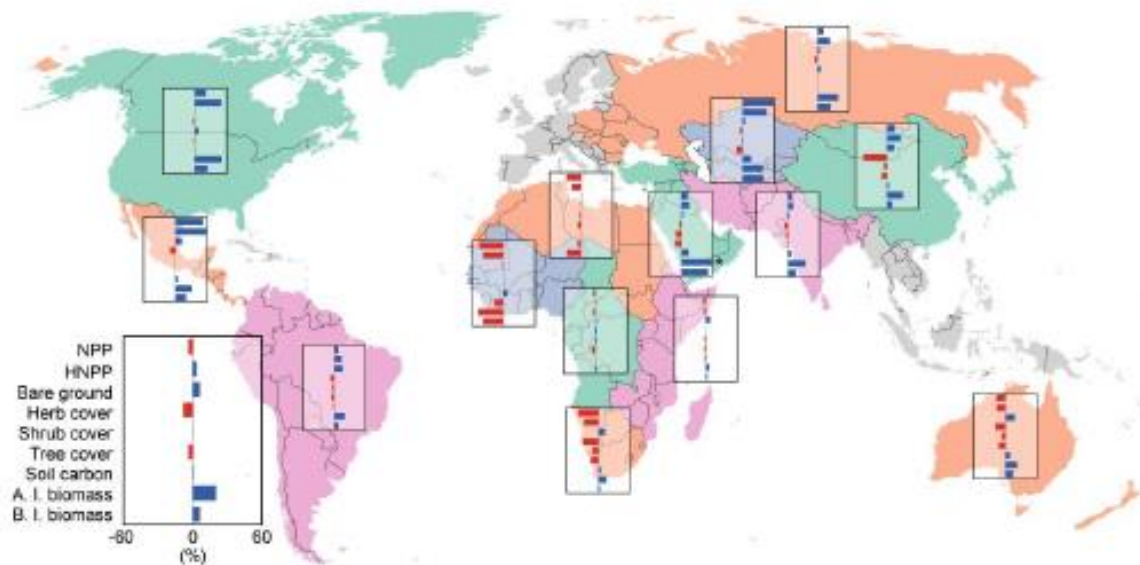 NPP
HNPP
Bare ground
Herb cover
Shrub cover
Tree cover
Soil carbon
A. l. biomass
B. l. biomass
-60 0 60
(%)